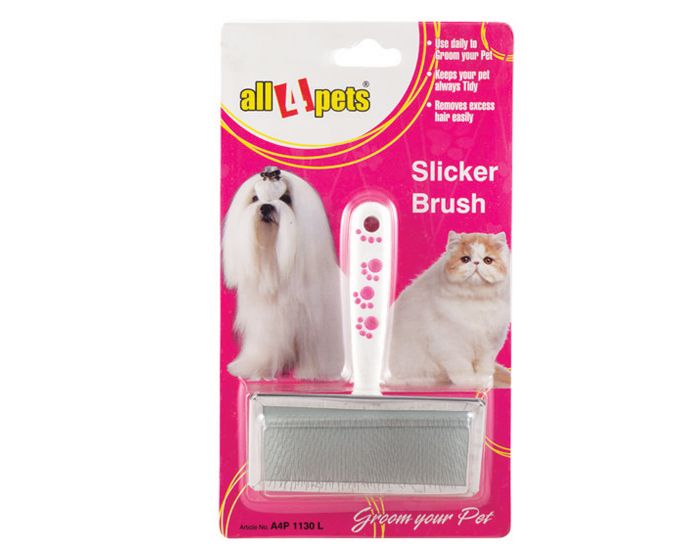 all4pets®
• Use daily to
Groom your Pet
• Keeps your pet
always Tidy
• Removes excess
hair easily
Slicker
Brush
Article No. A4P 1130 L
Groom your Pet